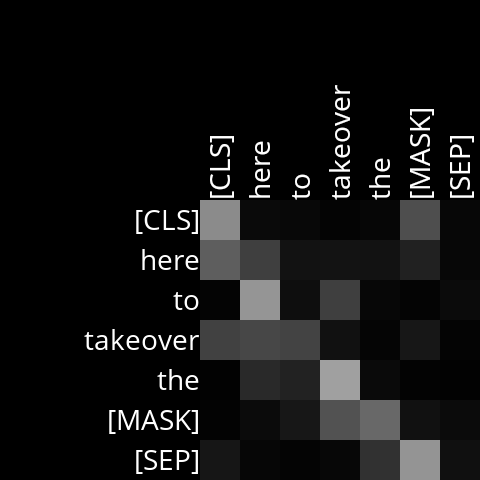 [CLS] here to takeover the [MASK] [SEP]
[CLS]
here
to
takeover
the
[MASK]
[SEP]